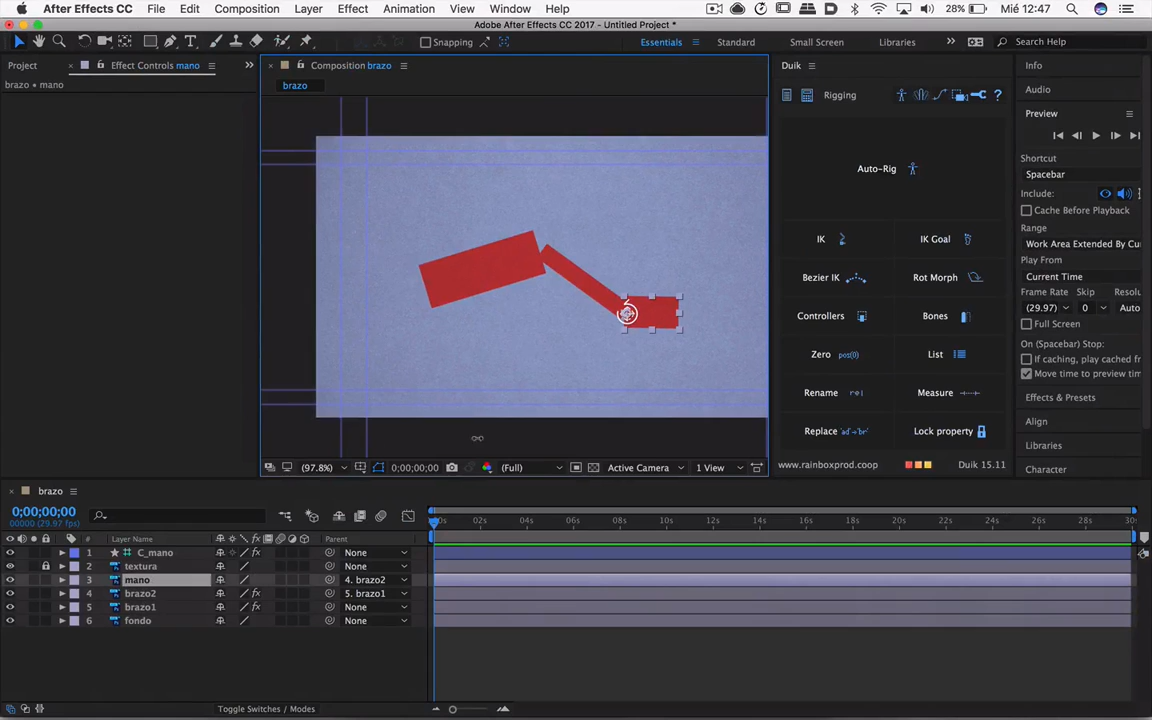 After Effects CC File Edit Composition Layer Effect Animation View Window Help 28% Mié 12:47
Adobe After Effects CC 2017 - Untitled Project *
Snapping Essentials Standard Small Screen Libraries Search Help
Project Effect Controls mano Composition brazo Duik Info
brazo • mano brazo Rigging ? Audio
Preview
Auto-Rig
Shortcut
Spacebar
Include:
Cache Before Playback
Range
IK IK Goal Work Area Extended By Cu
Play From
Bezier IK Rot Morph Current Time
Frame Rate Skip Reso
(29.97) 0 Auto
Controllers Bones Full Screen
On (Spacebar) Stop:
Zero pos(0) List If caching, play cached fr
Move time to preview tim
Rename Measure Effects & Presets
Align
Replace 'ad'→'br' Lock property Libraries
(97.8%) 0;00;00;00 (Full) Active Camera 1 View www.rainboxprod.coop Duik 15.11 Character
brazo
0;00;00;00
00000 (29.97 fps)
00s 02s 04s 06s 08s 10s 12s 14s 16s 18s 20s 22s 24s 26s 28s 30s
# Layer Name Parent
1 C_mano fx None
2 textura None
3 mano 4. brazo2
4 brazo2 fx 5. brazo1
5 brazo1 fx None
6 fondo None
Toggle Switches / Modes